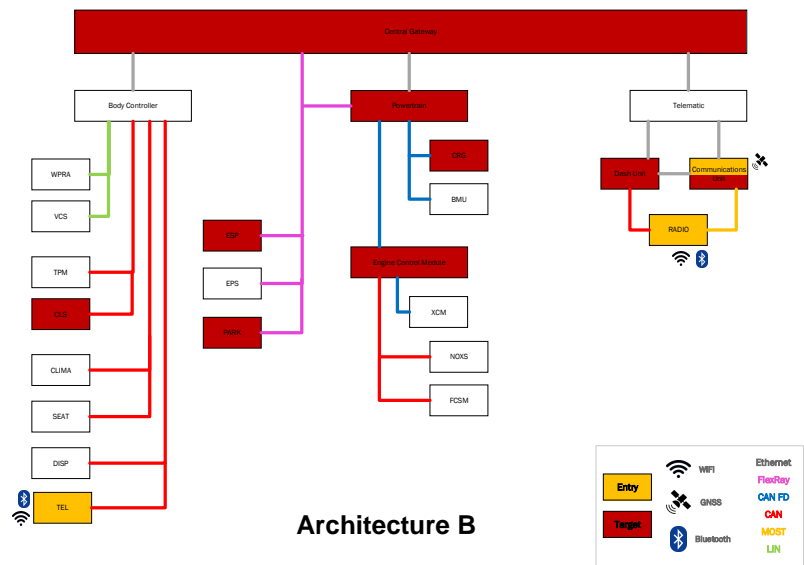 Central Gateway
Body Controller
Powertrain
Telematic
CHG
WPRA
Dash Unit
Communications
Unit
BMU
VCS
RADIO
ESP
TPM
Engine Control Module
EPS
CLS
XCM
PARK
NOXS
CLIMA
FCSM
SEAT
DISP
TEL
Architecture B
Entry
Target
WIFI
GNSS
Bluetooth
Ethernet
FlexRay
CAN FD
CAN
MOST
LIN